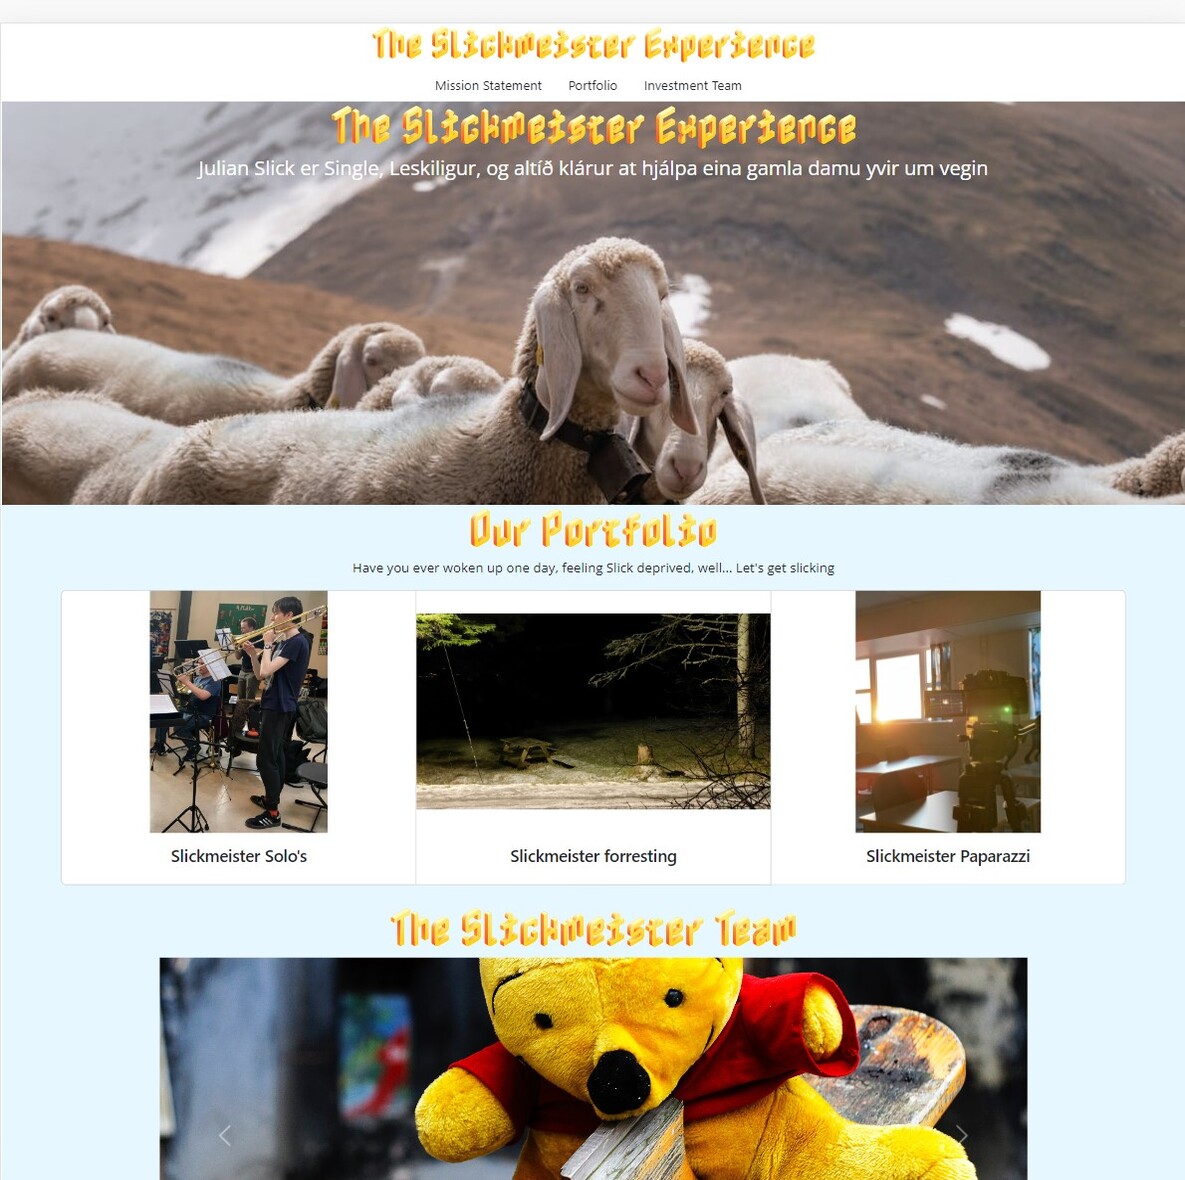 The Slickmeister Experience
Mission Statement Portfolio Investment Team
The Slickmeister Experience
Julian Slick er Single, Leskiligur, og altíð klárur at hjálpa eina gamla damu yvir um vegin
Our Portfolio
Have you ever woken up one day, feeling Slick deprived, well... Let's get slicking
Slickmeister Solo's
Slickmeister forresting
Slickmeister Paparazzi
The Slickmeister Team